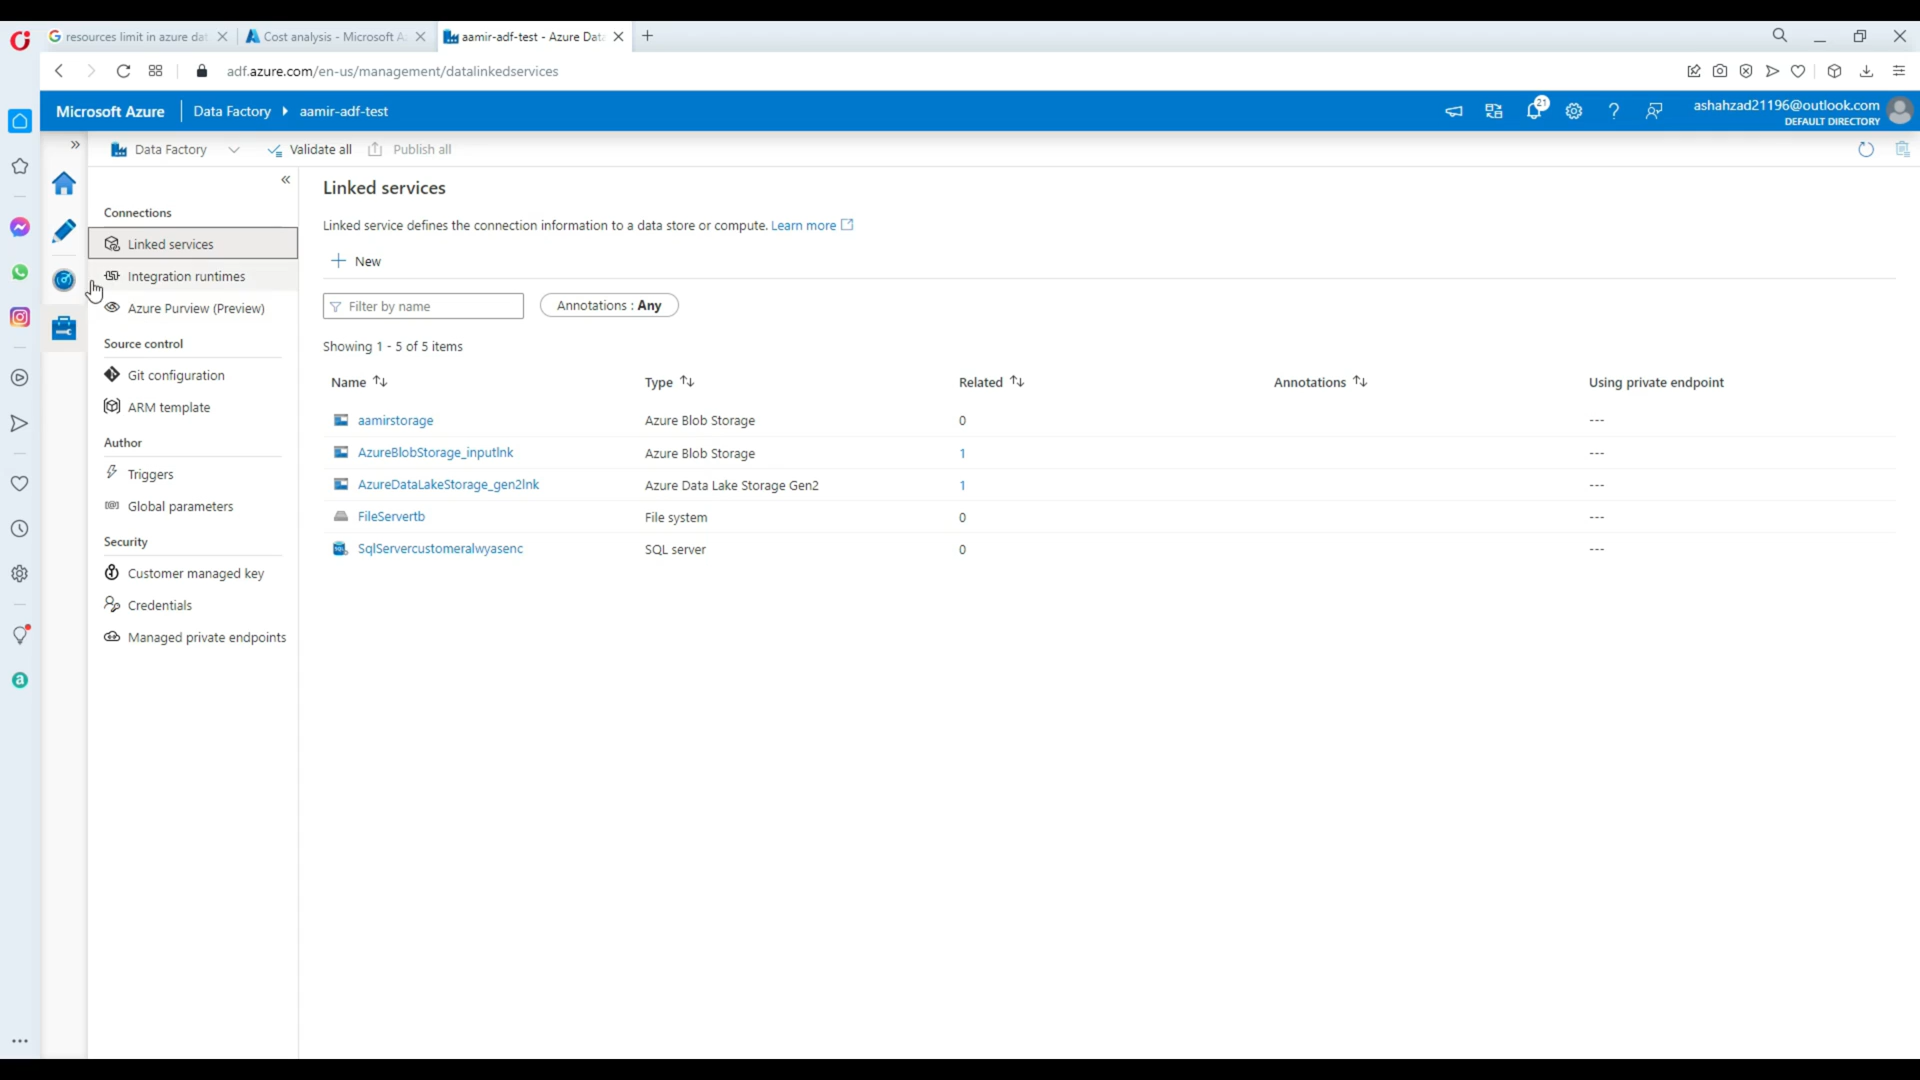 resources limit in azure dat
Cost analysis - Microsoft A
aamir-adf-test - Azure Data
adf.azure.com/en-us/management/datalinkedservices
Microsoft Azure
Data Factory
aamir-adf-test
21
ashahzad21196@outlook.com
DEFAULT DIRECTORY
Data Factory
Validate all
Publish all
Connections
Linked services
Integration runtimes
Azure Purview (Preview)
Source control
Git configuration
ARM template
Author
Triggers
Global parameters
Security
Customer managed key
Credentials
Managed private endpoints
Linked services
Linked service defines the connection information to a data store or compute. Learn more
New
Filter by name
Annotations : Any
Showing 1 - 5 of 5 items
Name Type Related Annotations Using private endpoint
aamirstorage Azure Blob Storage 0 ---
AzureBlobStorage_inputlnk Azure Blob Storage 1 ---
AzureDataLakeStorage_gen2lnk Azure Data Lake Storage Gen2 1 ---
FileServertb File system 0 ---
SqlServercustomeralwyasenc SQL server 0 ---